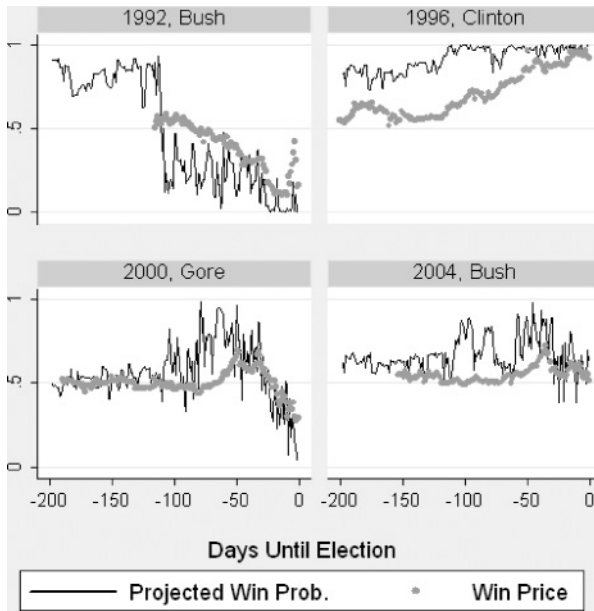 1992, Bush
1996, Clinton
1
.5
0
2000, Gore
2004, Bush
1
.5
0
-200 -150 -100 -50 0
-200 -150 -100 -50 0
Days Until Election
Projected Win Prob.
Win Price